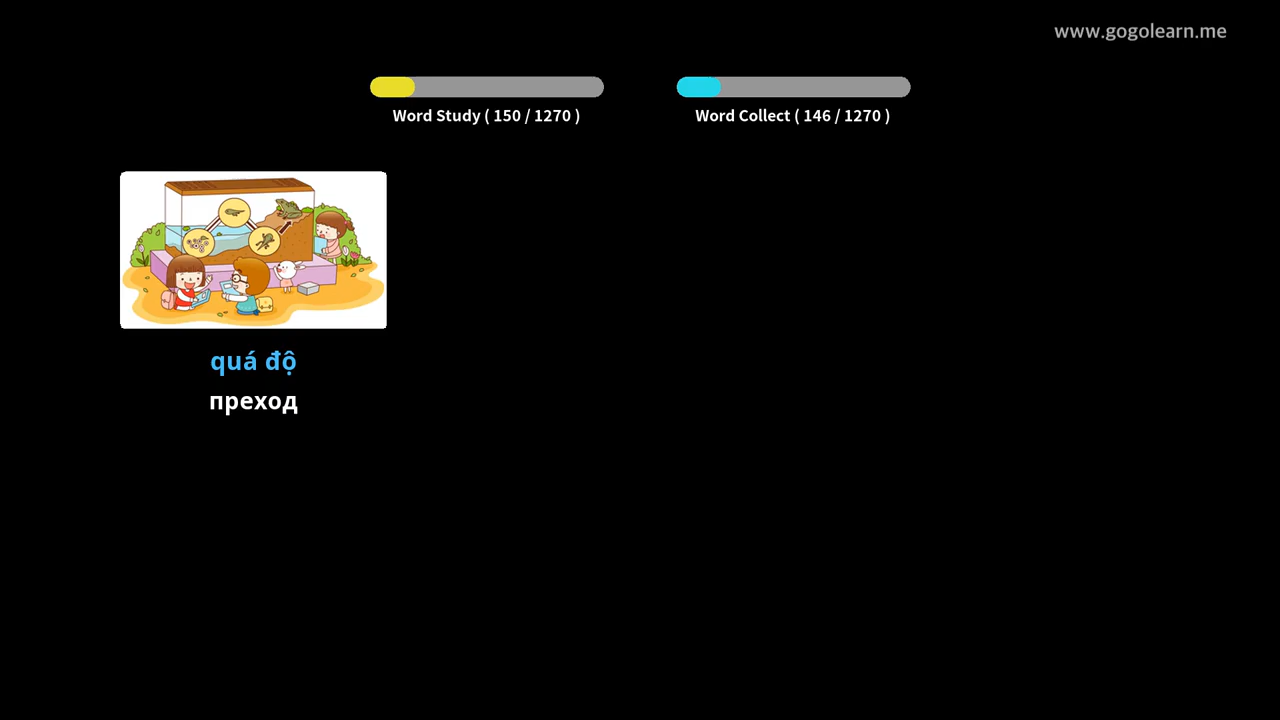 www.gogolearn.me
Word Study ( 150 / 1270 )
Word Collect ( 146 / 1270 )
quá độ
преход